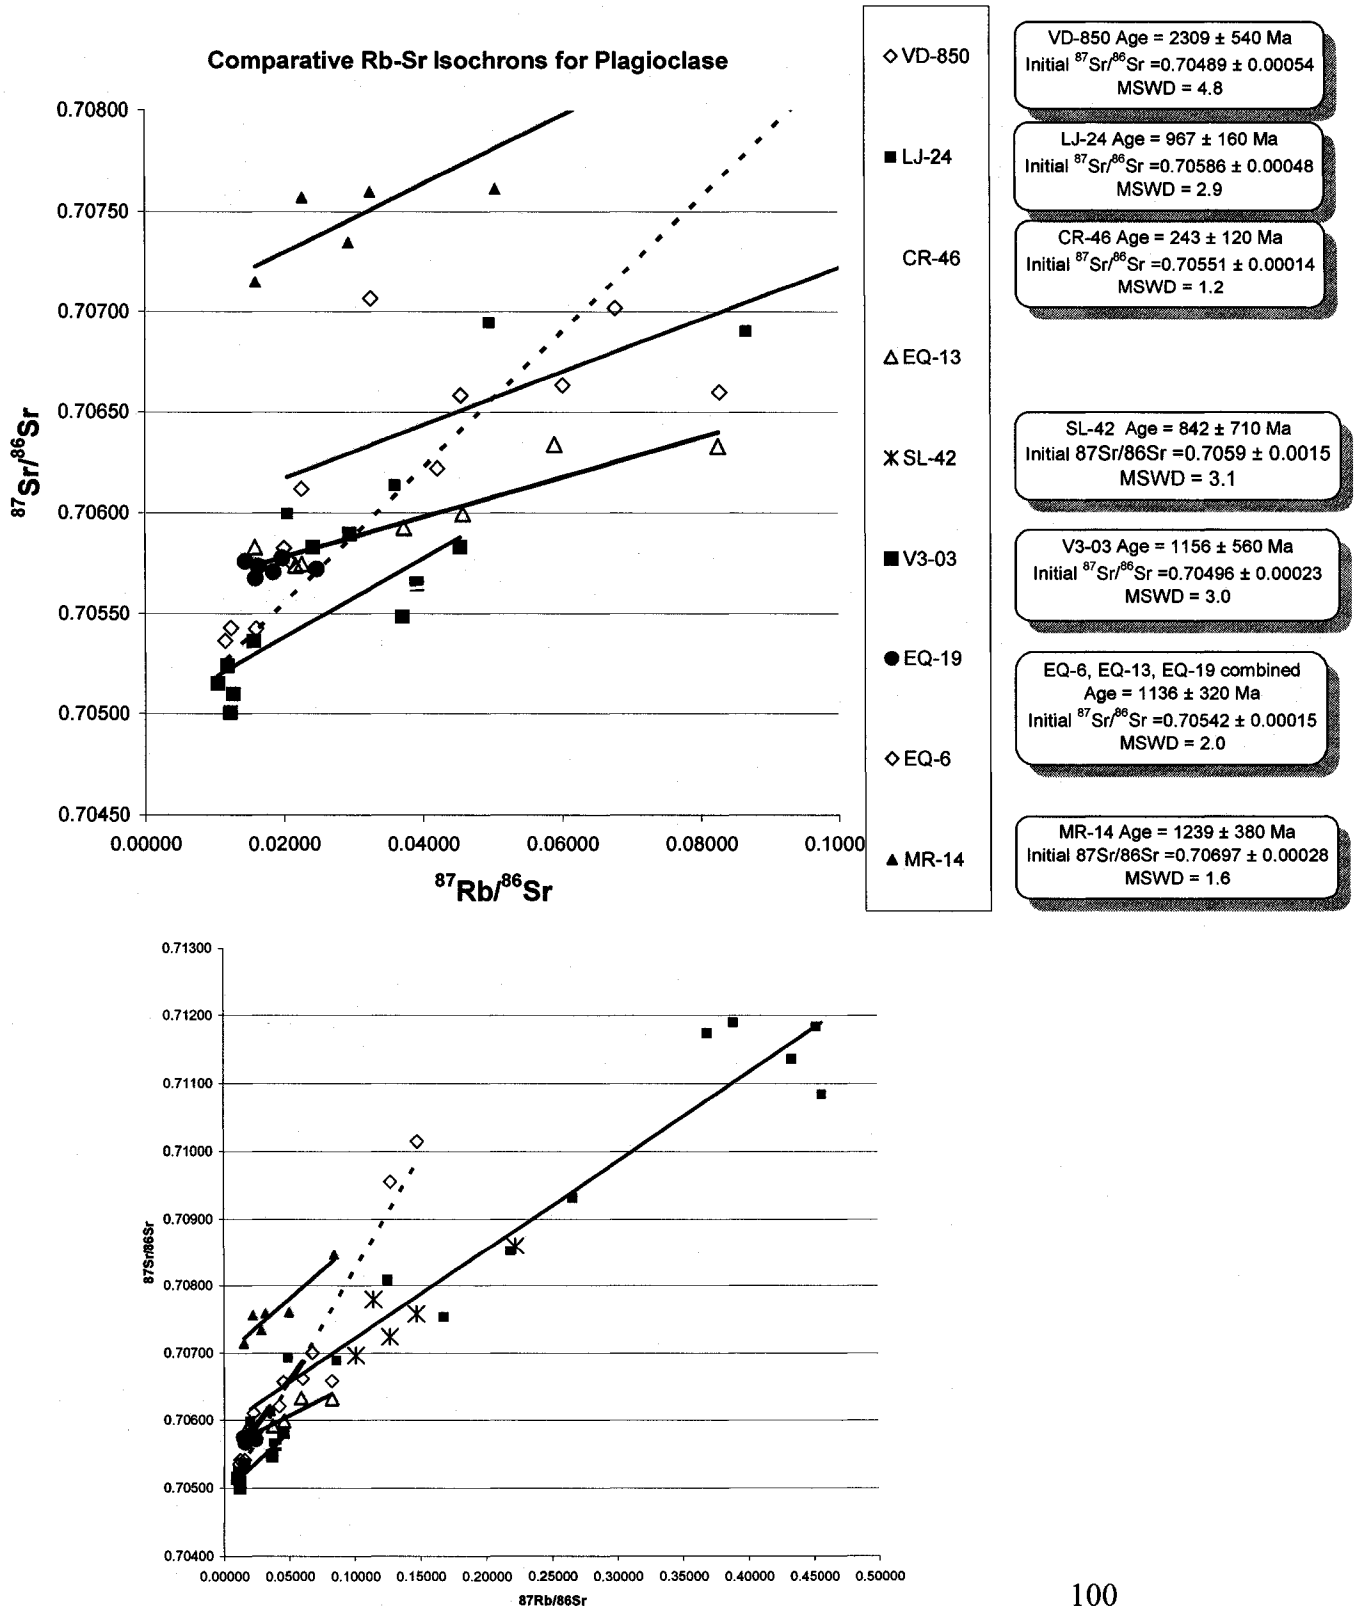 Comparative Rb-Sr Isochrons for Plagioclase
0.70800
0.70750
0.70700
0.70650
0.70600
0.70550
0.70500
0.70450
87Sr/86Sr
0.00000 0.02000 0.04000 0.06000 0.08000 0.1000
87Rb/86Sr
VD-850
LJ-24
CR-46
EQ-13
SL-42
V3-03
EQ-19
EQ-6
MR-14
VD-850 Age = 2309 ± 540 Ma
Initial 87Sr/86Sr =0.70489 ± 0.00054
MSWD = 4.8
LJ-24 Age = 967 ± 160 Ma
Initial 87Sr/86Sr =0.70586 ± 0.00048
MSWD = 2.9
CR-46 Age = 243 ± 120 Ma
Initial 87Sr/86Sr =0.70551 ± 0.00014
MSWD = 1.2
SL-42 Age = 842 ± 710 Ma
Initial 87Sr/86Sr =0.7059 ± 0.0015
MSWD = 3.1
V3-03 Age = 1156 ± 560 Ma
Initial 87Sr/86Sr =0.70496 ± 0.00023
MSWD = 3.0
EQ-6, EQ-13, EQ-19 combined
Age = 1136 ± 320 Ma
Initial 87Sr/86Sr =0.70542 ± 0.00015
MSWD = 2.0
MR-14 Age = 1239 ± 380 Ma
Initial 87Sr/86Sr =0.70697 ± 0.00028
MSWD = 1.6
0.71300
0.71200
0.71100
0.71000
0.70900
0.70800
0.70700
0.70600
0.70500
0.70400
87Sr/86Sr
0.00000 0.05000 0.10000 0.15000 0.20000 0.25000 0.30000 0.35000 0.40000 0.45000 0.50000
87Rb/86Sr
100